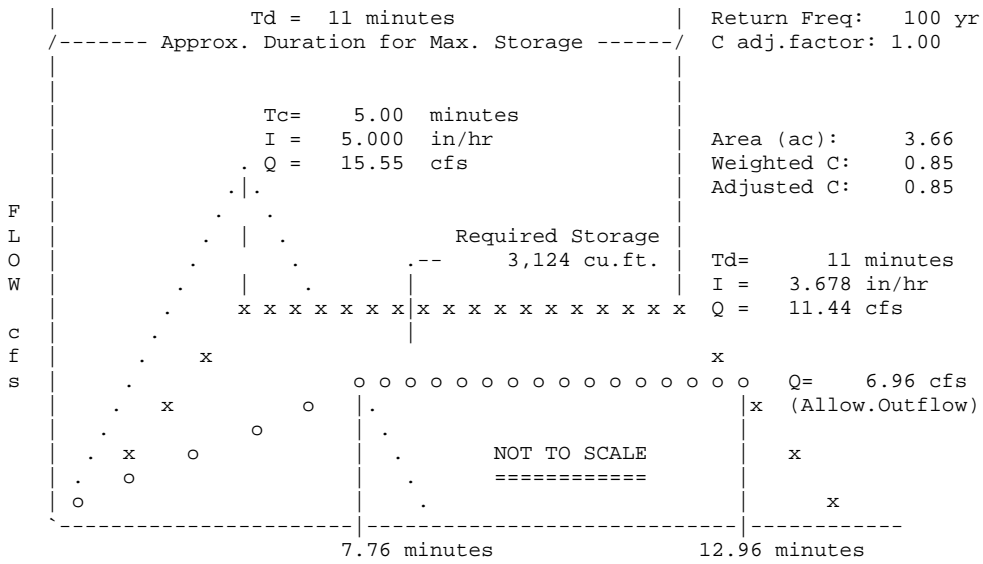 Td = 11 minutes Return Freq: 100 yr
/------- Approx. Duration for Max. Storage ------/ C adj.factor: 1.00
Tc= 5.00 minutes
I = 5.000 in/hr Area (ac): 3.66
Q = 15.55 cfs Weighted C: 0.85
Adjusted C: 0.85
F
L Required Storage
O .-- 3,124 cu.ft. Td= 11 minutes
W I = 3.678 in/hr
x x x x x x x|x x x x x x x x x x x Q = 11.44 cfs
c
f x x
s o o o o o o o o o o o o o o o o Q= 6.96 cfs
x o x (Allow.Outflow)
o
x o NOT TO SCALE x
o ============
o x
7.76 minutes 12.96 minutes